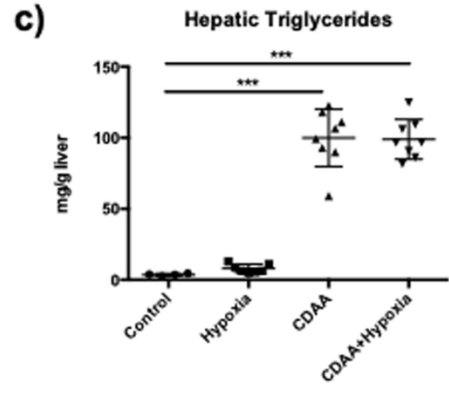 c)
Hepatic Triglycerides
***
***
150
100
50
0
mg/g liver
Control
Hypoxia
CDAA
CDAA+Hypoxia